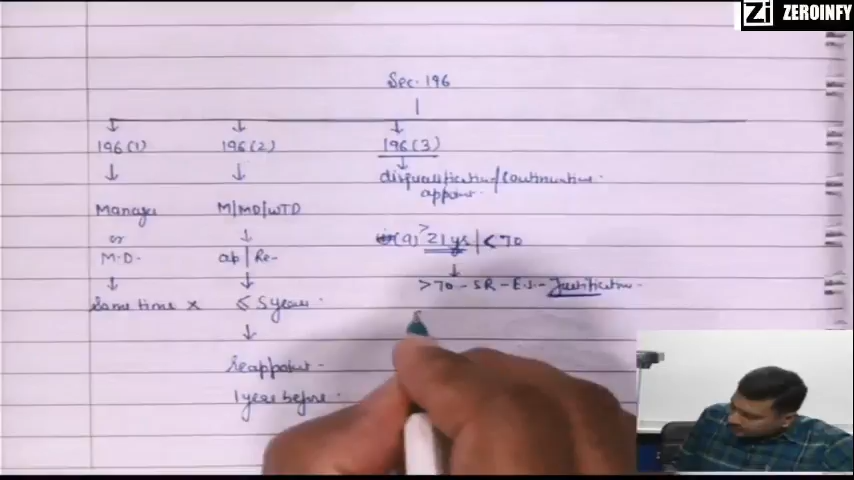 Zi ZEROINFY
Sec. 196
196(1) 196(2) 196(3)
disqualification/continuation
appoint.
Manager M|MD|WTD
or (a) > 21 yrs | < 70
M.D. ap | Re-
> 70 - SR - E.S. - Justification.
Same time × ≤ 5 years.
reappoint.
1 year before.